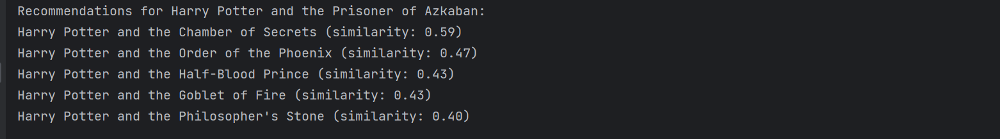 Recommendations for Harry Potter and the Prisoner of Azkaban:
Harry Potter and the Chamber of Secrets (similarity: 0.59)
Harry Potter and the Order of the Phoenix (similarity: 0.47)
Harry Potter and the Half-Blood Prince (similarity: 0.43)
Harry Potter and the Goblet of Fire (similarity: 0.43)
Harry Potter and the Philosopher's Stone (similarity: 0.40)